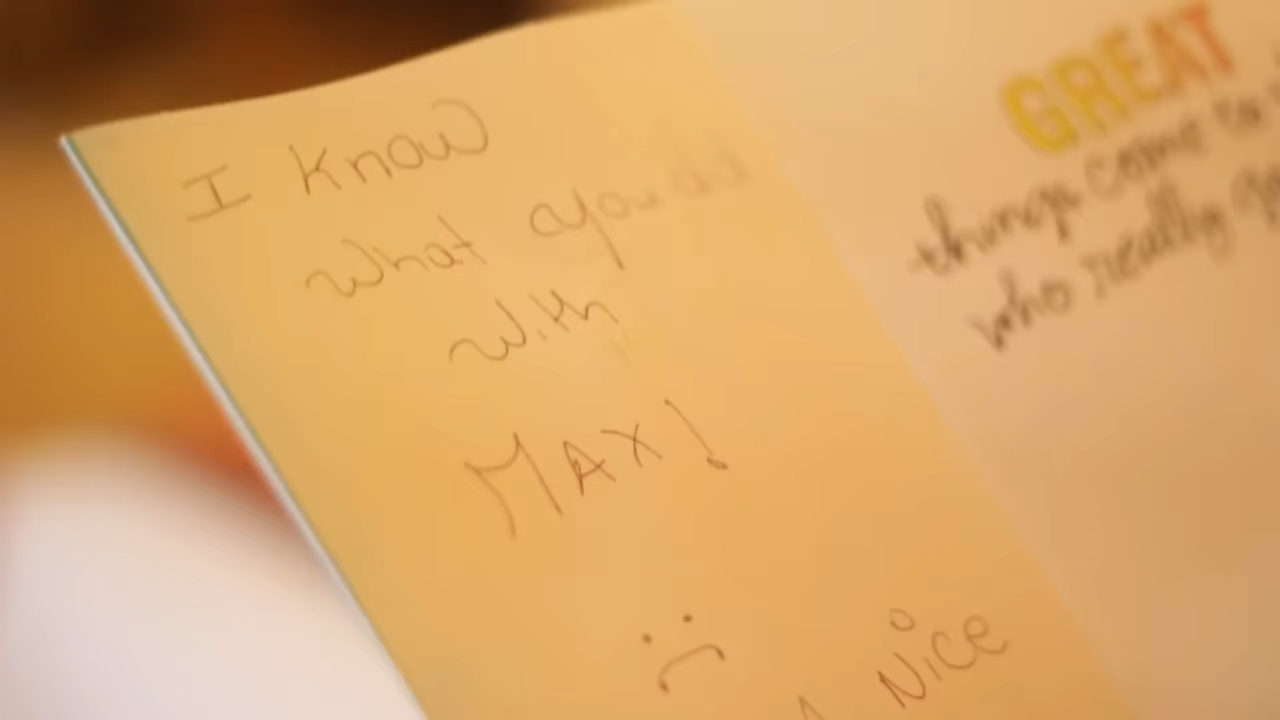 I know
what you did
with
MAX!
:(
A NICE
GREAT
things come to
who really